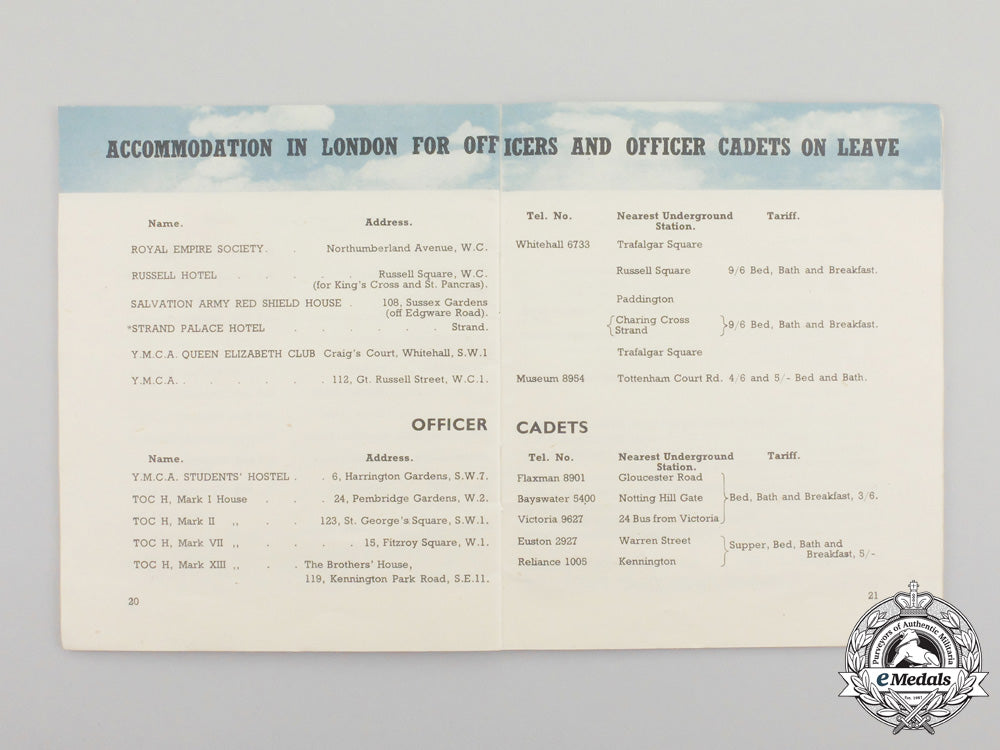 ACCOMMODATION IN LONDON FOR OFFICERS AND OFFICER CADETS ON LEAVE
Name. Address.
ROYAL EMPIRE SOCIETY. . Northumberland Avenue, W.C.
RUSSELL HOTEL . . . . . Russell Square, W.C.
(for King's Cross and St. Pancras).
SALVATION ARMY RED SHIELD HOUSE . 108, Sussex Gardens
(off Edgware Road).
*STRAND PALACE HOTEL . . . . . . Strand.
Y.M.C.A. QUEEN ELIZABETH CLUB Craig's Court, Whitehall, S.W.1
Y.M.C.A. . . . . . . 112, Gt. Russell Street, W.C.1.
Tel. No. Nearest Underground Tariff.
Station.
Whitehall 6733 Trafalgar Square
Russell Square 9/6 Bed, Bath and Breakfast.
Paddington
Charing Cross
Strand 9/6 Bed, Bath and Breakfast.
Trafalgar Square
Museum 8954 Tottenham Court Rd. 4/6 and 5/- Bed and Bath.
OFFICER CADETS
Name. Address.
Y.M.C.A. STUDENTS' HOSTEL . . 6, Harrington Gardens, S.W.7.
TOC H, Mark I House . . 24, Pembridge Gardens, W.2.
TOC H, Mark II ,, . . 123, St. George's Square, S.W.1.
TOC H, Mark VII ,, . . . . 15, Fitzroy Square, W.1.
TOC H, Mark XIII ,, . . The Brothers' House,
119, Kennington Park Road, S.E.11.
20
Tel. No. Nearest Underground Tariff.
Station.
Flaxman 8901 Gloucester Road
Bayswater 5400 Notting Hill Gate Bed, Bath and Breakfast, 3/6.
Victoria 9627 24 Bus from Victoria
Euston 2927 Warren Street Supper, Bed, Bath and
Breakfast, 5/-
Reliance 1005 Kennington
21
Purveyors of Authentic Militaria
eMedals
Est. 1967